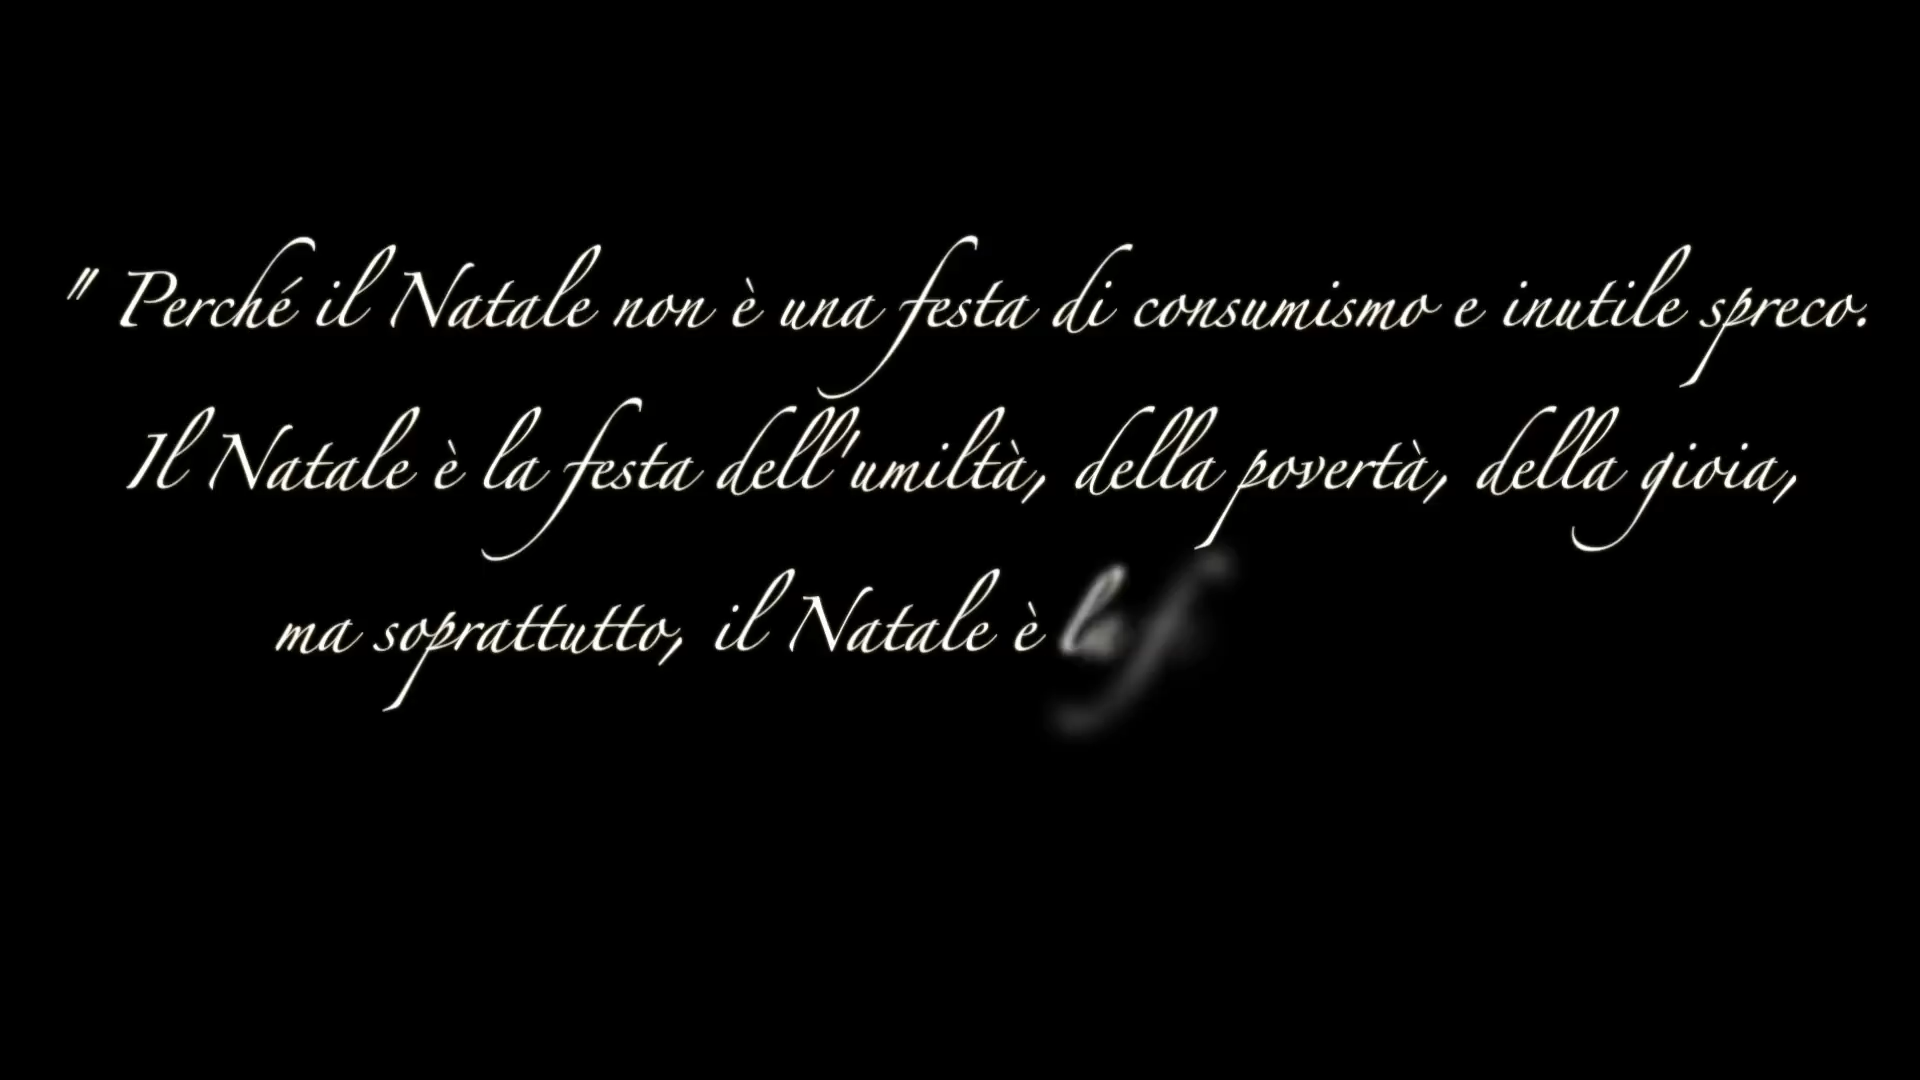 " Perché il Natale non è una festa di consumismo e inutile spreco.
Il Natale è la festa dell'umiltà, della povertà, della gioia,
ma soprattutto, il Natale è la